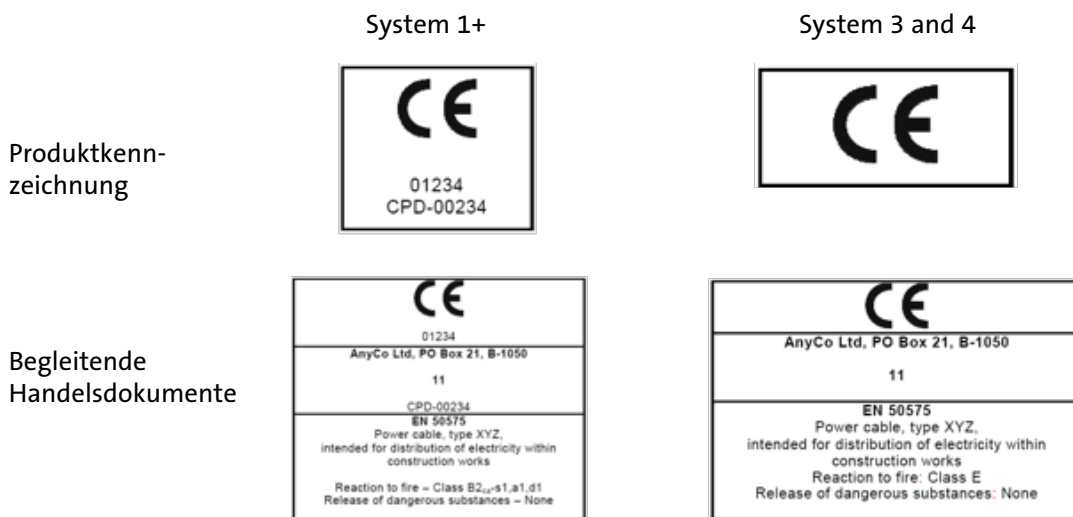 System 1+
System 3 and 4
Produktkenn-
zeichnung
CE
01234
CPD-00234
CE
Begleitende
Handelsdokumente
CE
01234
AnyCo Ltd, PO Box 21, B-1050
11
CPD-00234
EN 50575
Power cable, type XYZ,
intended for distribution of electricity within
construction works
Reaction to fire – Class B2ca-s1,a1,d1
Release of dangerous substances – None
CE
AnyCo Ltd, PO Box 21, B-1050
11
EN 50575
Power cable, type XYZ,
intended for distribution of electricity within
construction works
Reaction to fire: Class E
Release of dangerous substances: None